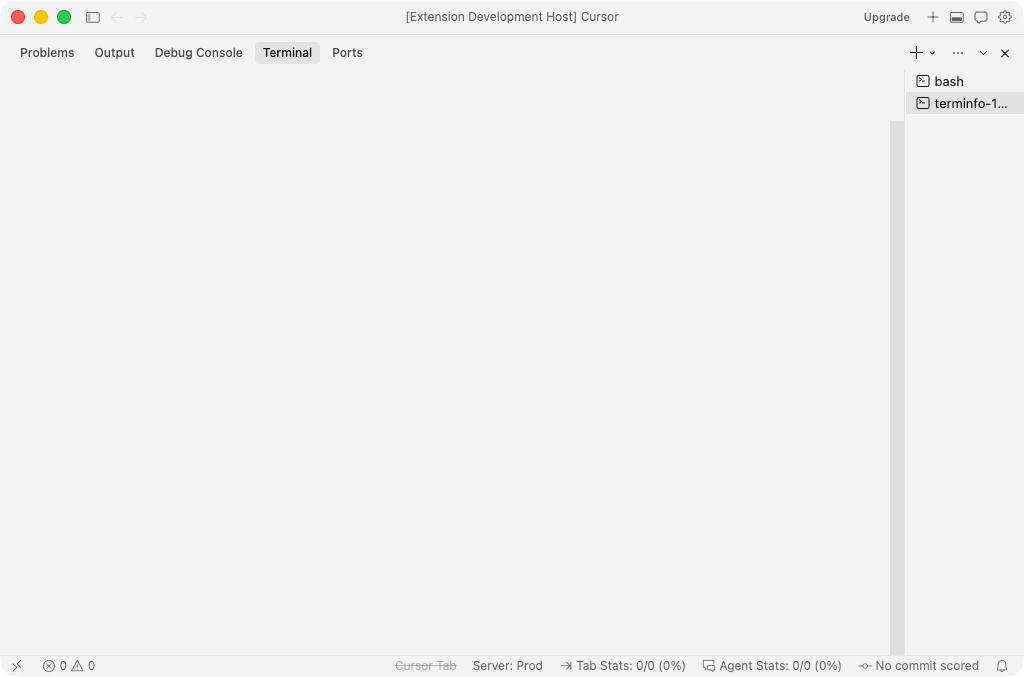 [Extension Development Host] Cursor
Upgrade
Problems Output Debug Console Terminal Ports
bash
terminfo-1...
0 0 Cursor Tab Server: Prod Tab Stats: 0/0 (0%) Agent Stats: 0/0 (0%) No commit scored